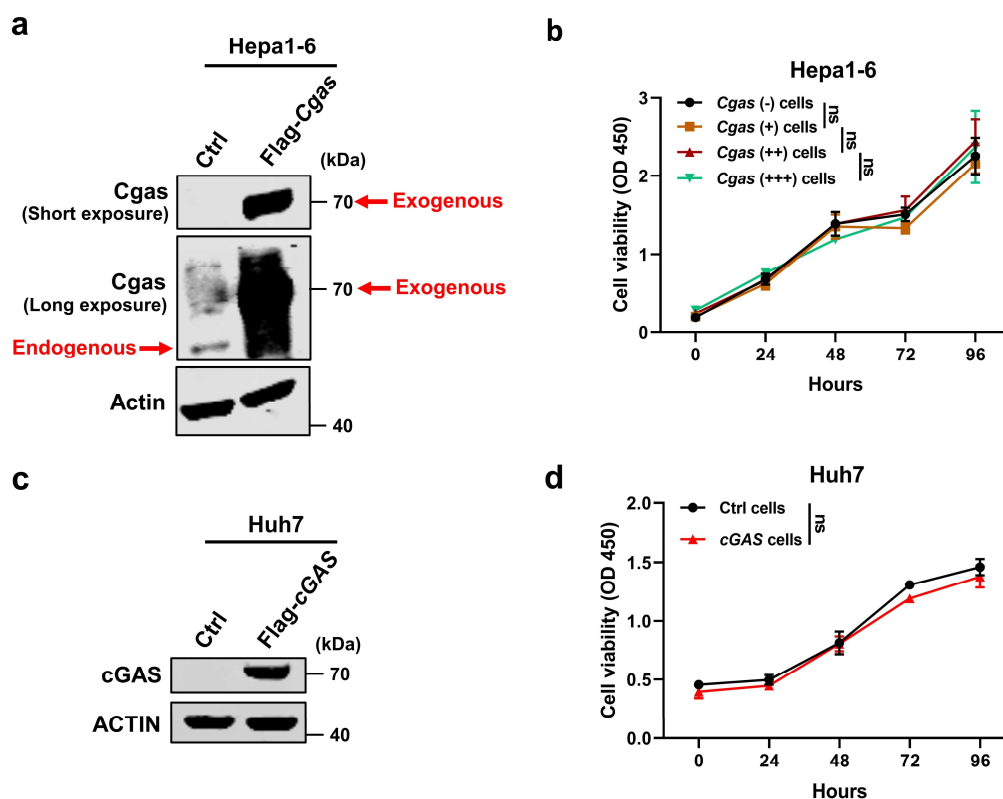 a
Hepa1-6
Ctrl
Flag-Cgas
(kDa)
Cgas
(Short exposure)
70
Exogenous
Cgas
(Long exposure)
70
Exogenous
Endogenous
Actin
40
b
Hepa1-6
Cgas (-) cells
Cgas (+) cells
Cgas (++) cells
Cgas (+++) cells
ns
ns
ns
Cell viability (OD 450)
3
2
1
0
0 24 48 72 96
Hours
c
Huh7
Ctrl
Flag-cGAS
(kDa)
cGAS
70
ACTIN
40
d
Huh7
Ctrl cells
cGAS cells
ns
Cell viability (OD 450)
2.0
1.5
1.0
0.5
0.0
0 24 48 72 96
Hours